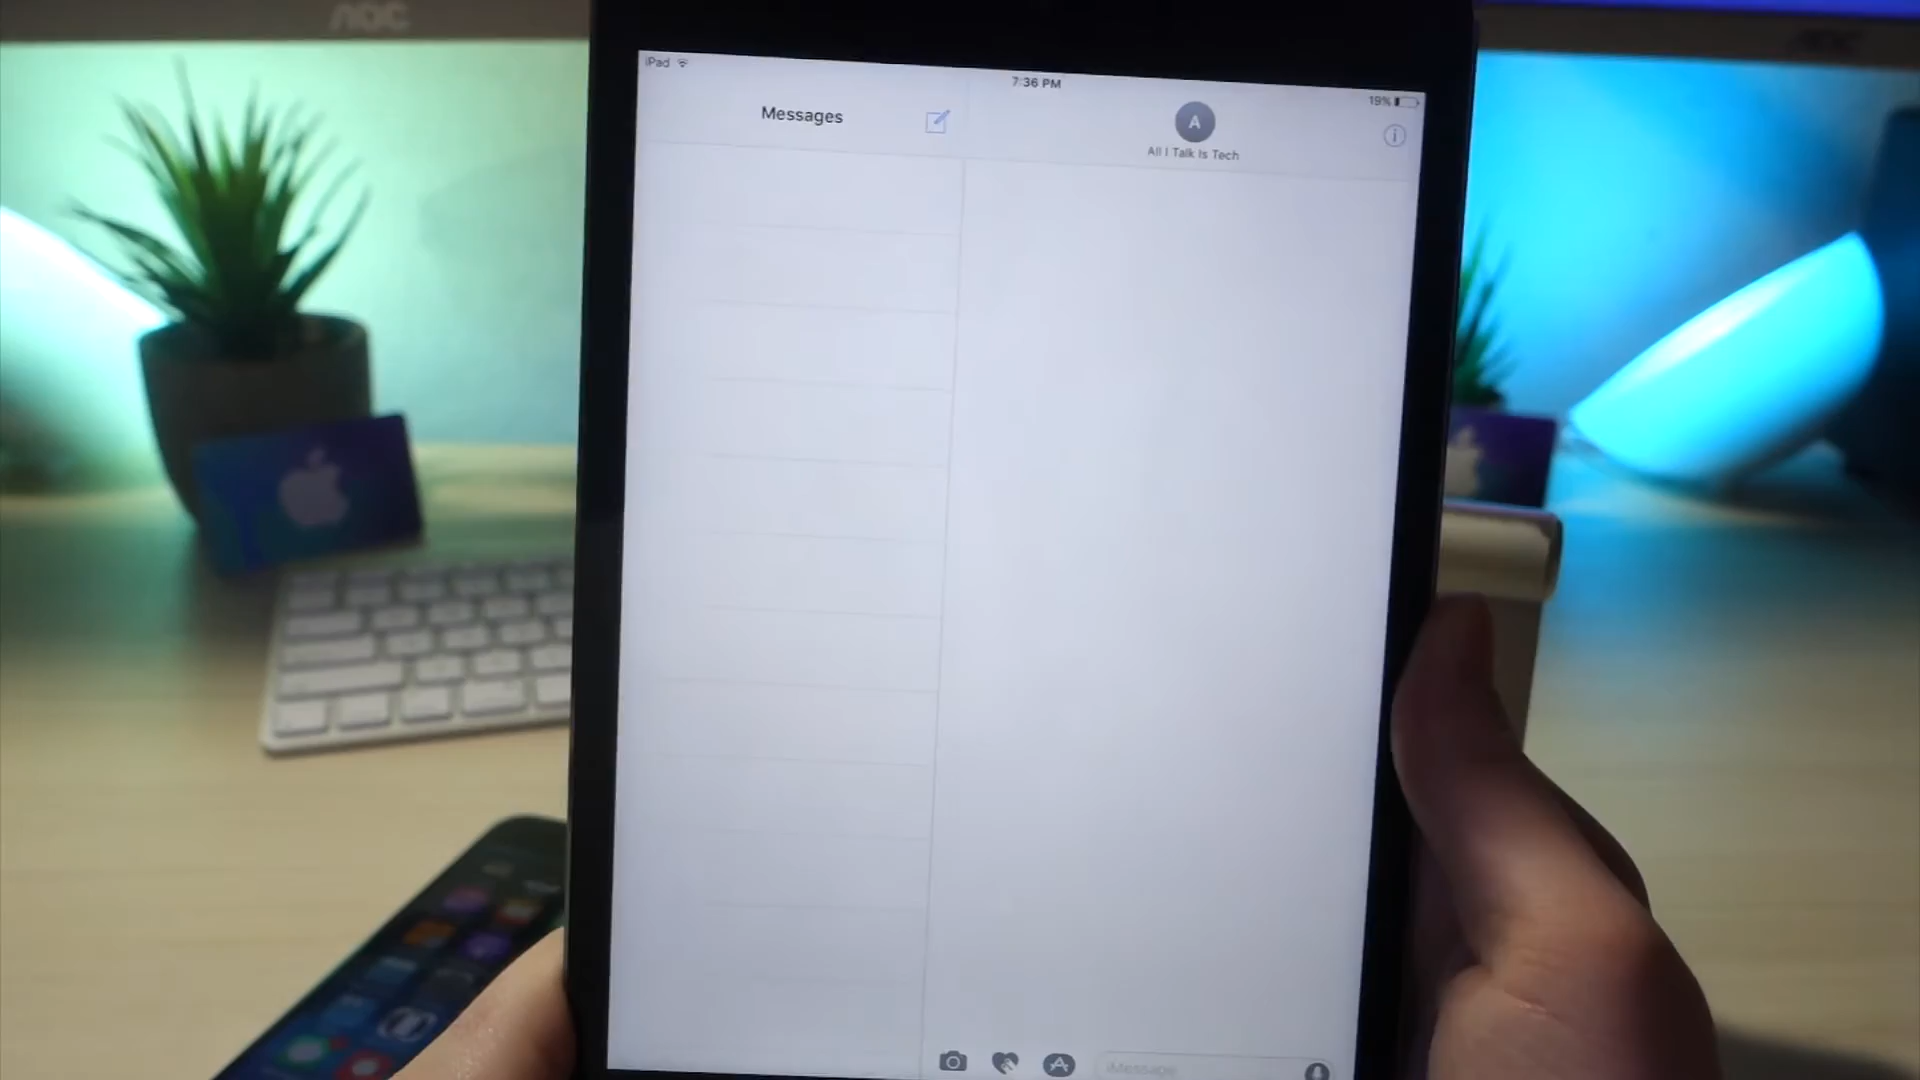 AOC
iPad
7:36 PM
19%
Messages
A
All I Talk Is Tech
iMessage